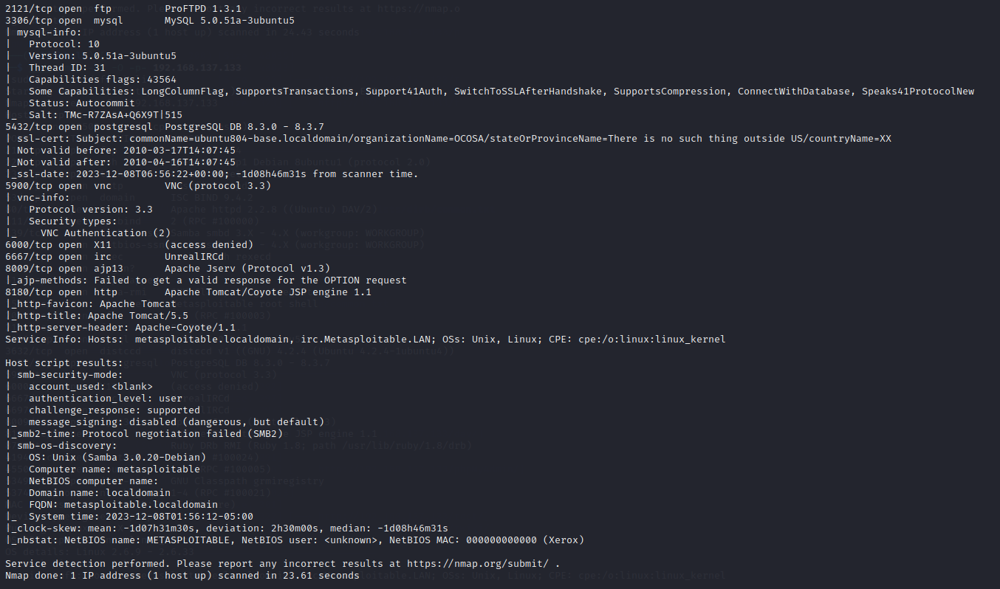 2121/tcp open  ftp         ProFTPD 1.3.1
3306/tcp open  mysql       MySQL 5.0.51a-3ubuntu5
| mysql-info:
|   Protocol: 10
|   Version: 5.0.51a-3ubuntu5
|   Thread ID: 31
|   Capabilities flags: 43564
|   Some Capabilities: LongColumnFlag, SupportsTransactions, Support41Auth, SwitchToSSLAfterHandshake, SupportsCompression, ConnectWithDatabase, Speaks41ProtocolNew
|   Status: Autocommit
|_  Salt: TMc-R7ZAsA+Q6X9T|515
5432/tcp open  postgresql  PostgreSQL DB 8.3.0 - 8.3.7
| ssl-cert: Subject: commonName=ubuntu804-base.localdomain/organizationName=OCOSA/stateOrProvinceName=There is no such thing outside US/countryName=XX
| Not valid before: 2010-03-17T14:07:45
|_Not valid after:  2010-04-16T14:07:45
|_ssl-date: 2023-12-08T06:56:22+00:00; -1d08h46m31s from scanner time.
5900/tcp open  vnc         VNC (protocol 3.3)
| vnc-info:
|   Protocol version: 3.3
|   Security types:
|_    VNC Authentication (2)
6000/tcp open  X11         (access denied)
6667/tcp open  irc         UnrealIRCd
8009/tcp open  ajp13       Apache Jserv (Protocol v1.3)
|_ajp-methods: Failed to get a valid response for the OPTION request
8180/tcp open  http        Apache Tomcat/Coyote JSP engine 1.1
|_http-favicon: Apache Tomcat
|_http-title: Apache Tomcat/5.5
|_http-server-header: Apache-Coyote/1.1
Service Info: Hosts:  metasploitable.localdomain, irc.Metasploitable.LAN; OSs: Unix, Linux; CPE: cpe:/o:linux:linux_kernel

Host script results:
| smb-security-mode:
|   account_used: <blank>
|   authentication_level: user
|   challenge_response: supported
|_  message_signing: disabled (dangerous, but default)
|_smb2-time: Protocol negotiation failed (SMB2)
| smb-os-discovery:
|   OS: Unix (Samba 3.0.20-Debian)
|   Computer name: metasploitable
|   NetBIOS computer name:
|   Domain name: localdomain
|   FQDN: metasploitable.localdomain
|_  System time: 2023-12-08T01:56:12-05:00
|_clock-skew: mean: -1d07h31m30s, deviation: 2h30m00s, median: -1d08h46m31s
|_nbstat: NetBIOS name: METASPLOITABLE, NetBIOS user: <unknown>, NetBIOS MAC: 000000000000 (Xerox)

Service detection performed. Please report any incorrect results at https://nmap.org/submit/ .
Nmap done: 1 IP address (1 host up) scanned in 23.61 seconds